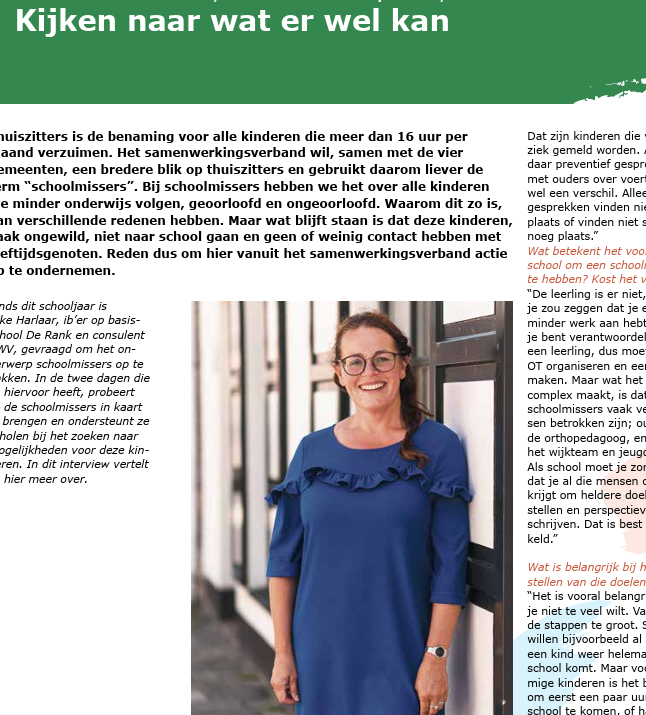 Kijken naar wat er wel kan
huiszitters is de benaming voor alle kinderen die meer dan 16 uur per
aand verzuimen. Het samenwerkingsverband wil, samen met de vier
emeenten, een bredere blik op thuiszitters en gebruikt daarom liever de
erm “schoolmissers”. Bij schoolmissers hebben we het over alle kinderen
e minder onderwijs volgen, geoorloofd en ongeoorloofd. Waarom dit zo is,
an verschillende redenen hebben. Maar wat blijft staan is dat deze kinderen,
aak ongewild, niet naar school gaan en geen of weinig contact hebben met
eftijdsgenoten. Reden dus om hier vanuit het samenwerkingsverband actie
p te ondernemen.
nds dit schooljaar is
ke Harlaar, ib’er op basis-
hool De Rank en consulent
WV, gevraagd om het on-
erwerp schoolmissers op te
kken. In de twee dagen die
hiervoor heeft, probeert
de schoolmissers in kaart
brengen en ondersteunt ze
holen bij het zoeken naar
ogelijkheden voor deze kin-
ren. In dit interview vertelt
hier meer over.
Dat zijn kinderen die
ziek gemeld worden.
daar preventief gespr
met ouders over voer
wel een verschil. Allee
gesprekken vinden nie
plaats of vinden niet s
noeg plaats.”
Wat betekent het voo
school om een school
te hebben? Kost het v
“De leerling is er niet,
je zou zeggen dat je e
minder werk aan hebt
je bent verantwoordel
een leerling, dus moe
OT organiseren en ee
maken. Maar wat het
complex maakt, is dat
schoolmissers vaak ve
sen betrokken zijn; ou
de orthopedagoog, en
het wijkteam en jeugd
Als school moet je zor
dat je al die mensen o
krijgt om heldere doel
stellen en perspectiev
schrijven. Dat is best
keld.”
Wat is belangrijk bij h
stellen van die doelen
“Het is vooral belangr
je niet te veel wilt. Va
de stappen te groot. S
willen bijvoorbeeld al
een kind weer helema
school komt. Maar voo
mige kinderen is het b
om eerst een paar uu
school te komen, of ha